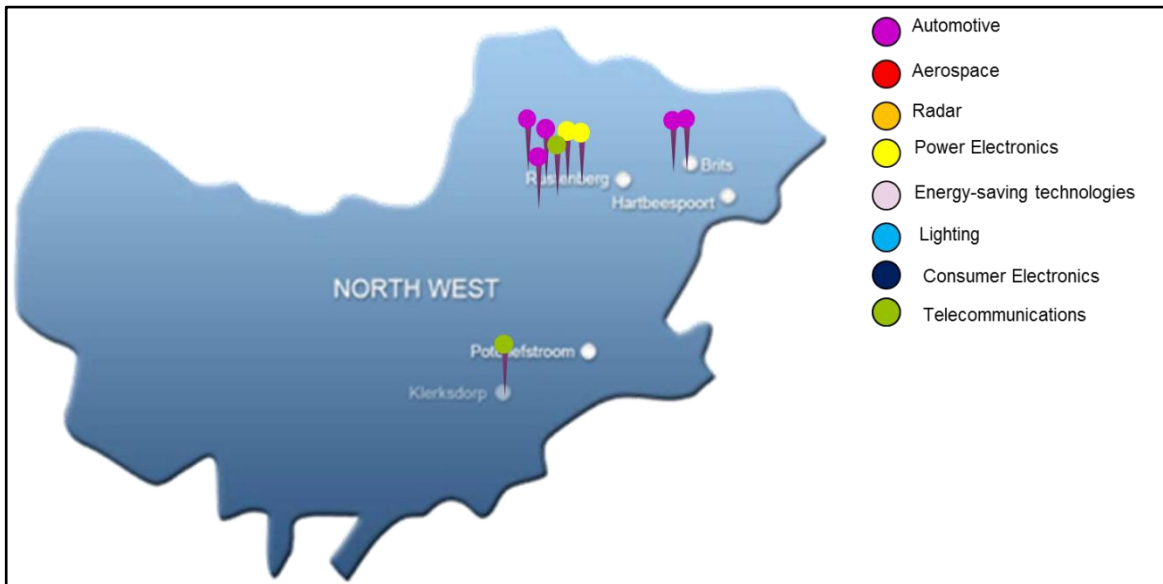 Automotive
Aerospace
Radar
Power Electronics
Energy-saving technologies
Lighting
Consumer Electronics
Telecommunications
Brits
Rustenberg
Hartbeespoort
NORTH WEST
Potchefstroom
Klerksdorp